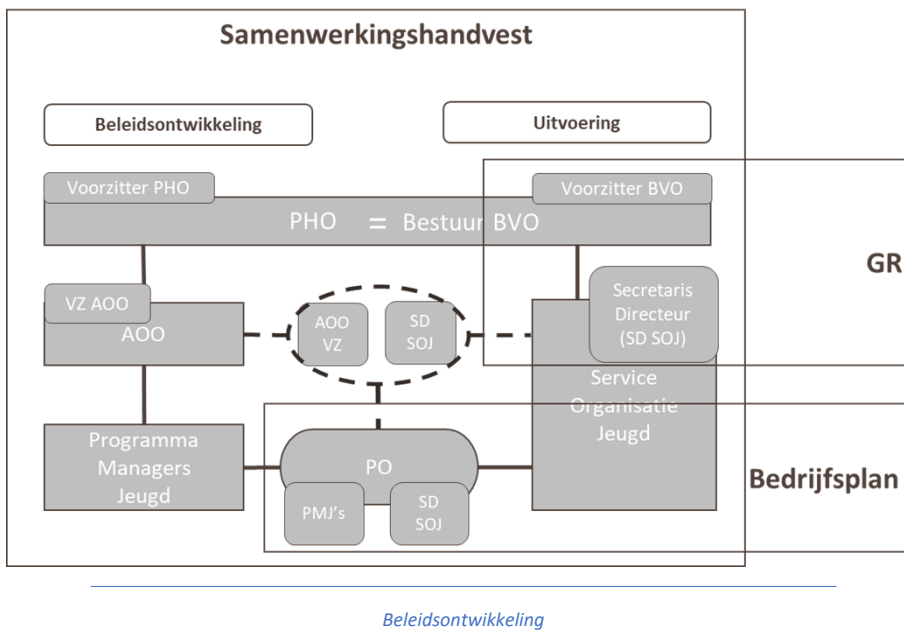 Samenwerkingshandvest
Beleidsontwikkeling
Uitvoering
Voorzitter PHO
Voorzitter BVO
PHO = Bestuur BVO
GR
VZ AOO
AOO
AOO
VZ
SD
SOJ
Secretaris
Directeur
(SD SOJ)
Service
Organisatie
Jeugd
Programma
Managers
Jeugd
PO
PMJ's
SD
SOJ
Bedrijfsplan
Beleidsontwikkeling